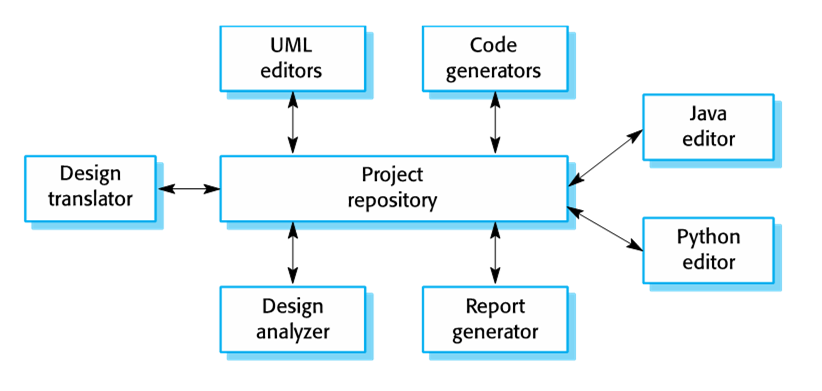 UML
editors
Code
generators
Java
editor
Design
translator
Project
repository
Python
editor
Design
analyzer
Report
generator